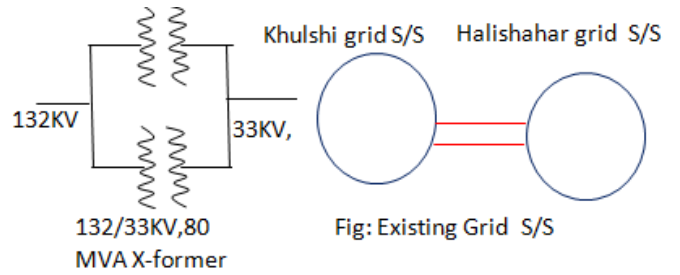 Khulshi grid S/S
Halishahar grid S/S
132KV
33KV,
132/33KV,80
MVA X-former
Fig: Existing Grid S/S